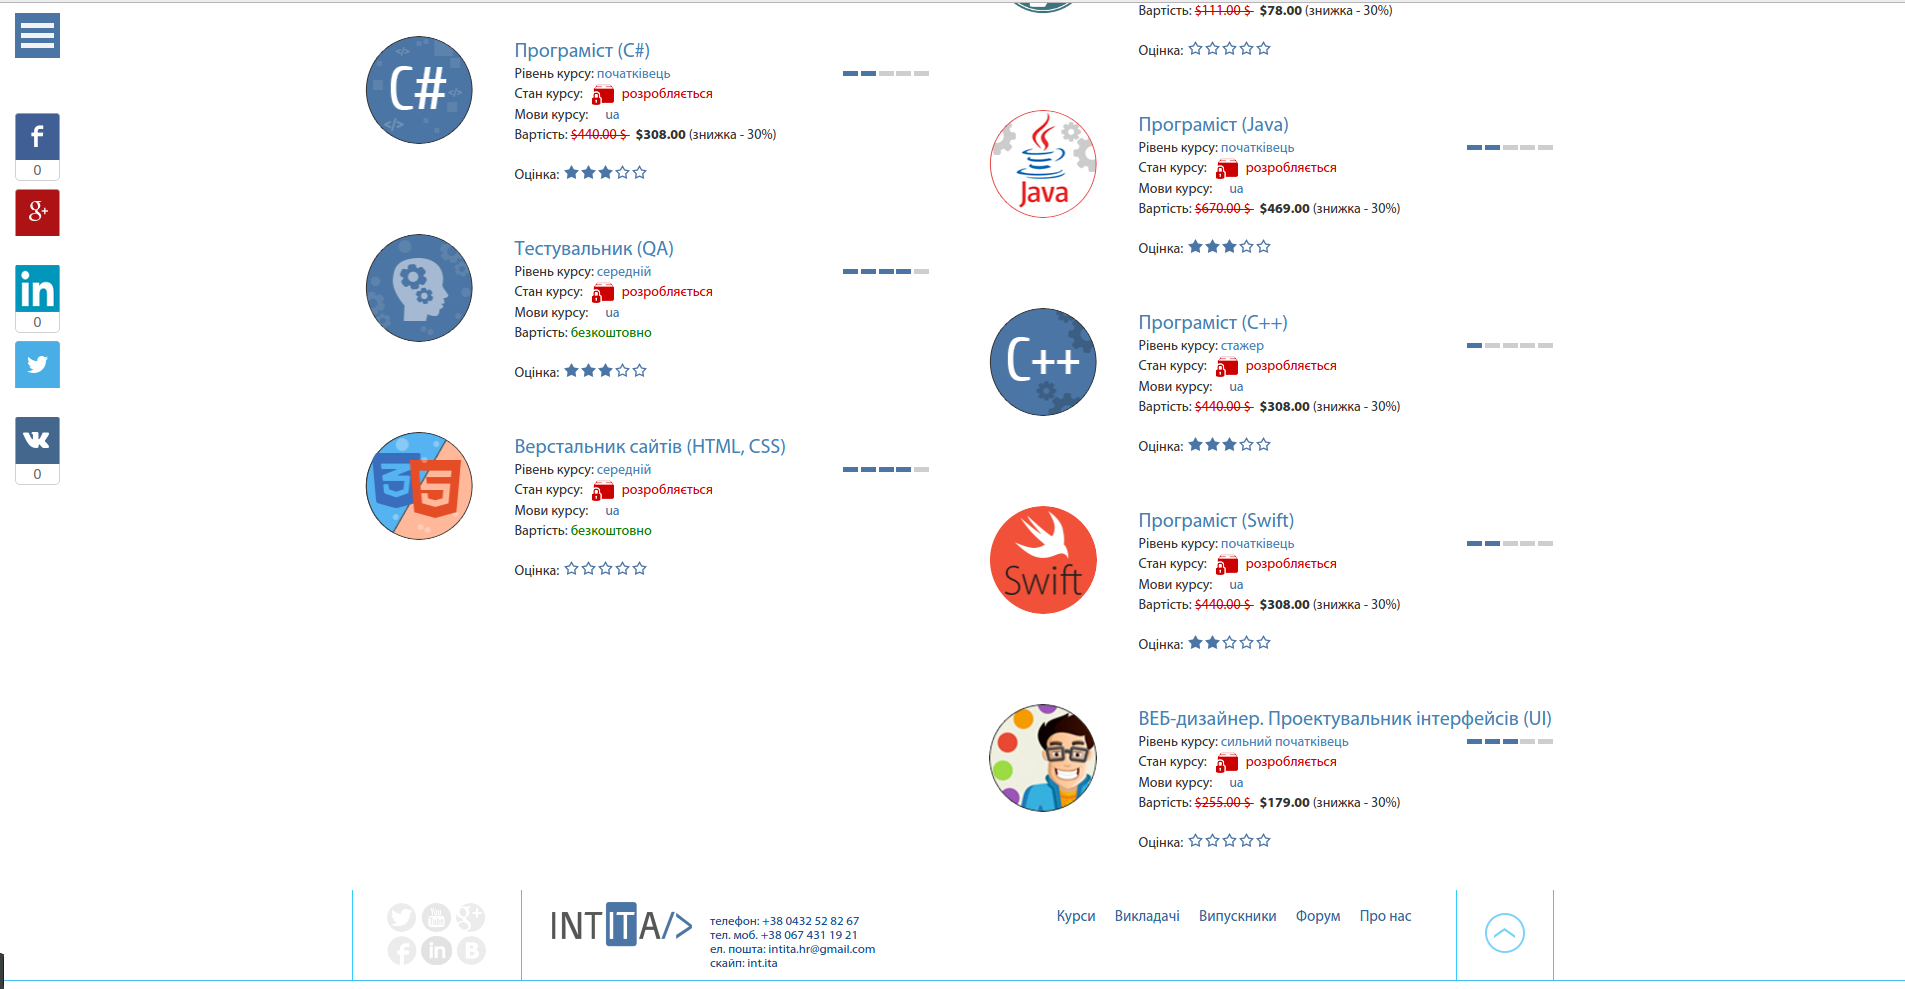 f
0
g+
in
0
0
C#
Програміст (C#)
Рівень курсу: початківець
Стан курсу: розробляється
Мови курсу: ua
Вартість: $440.00 $ $308.00 (знижка - 30%)
Оцінка:
Тестувальник (QA)
Рівень курсу: середній
Стан курсу: розробляється
Мови курсу: ua
Вартість: безкоштовно
Оцінка:
3 5
Верстальник сайтів (HTML, CSS)
Рівень курсу: середній
Стан курсу: розробляється
Мови курсу: ua
Вартість: безкоштовно
Оцінка:
Вартість: $111.00 $ $78.00 (знижка - 30%)
Оцінка:
Java
Програміст (Java)
Рівень курсу: початківець
Стан курсу: розробляється
Мови курсу: ua
Вартість: $670.00 $ $469.00 (знижка - 30%)
Оцінка:
C++
Програміст (C++)
Рівень курсу: стажер
Стан курсу: розробляється
Мови курсу: ua
Вартість: $440.00 $ $308.00 (знижка - 30%)
Оцінка:
Swift
Програміст (Swift)
Рівень курсу: початківець
Стан курсу: розробляється
Мови курсу: ua
Вартість: $440.00 $ $308.00 (знижка - 30%)
Оцінка:
ВЕБ-дизайнер. Проектувальник інтерфейсів (UI)
Рівень курсу: сильний початківець
Стан курсу: розробляється
Мови курсу: ua
Вартість: $255.00 $ $179.00 (знижка - 30%)
Оцінка:
You Tube g+
f in B
INTITA/>
телефон: +38 0432 52 82 67
тел. моб. +38 067 431 19 21
ел. пошта: intita.hr@gmail.com
скайп: int.ita
Курси Викладачі Випускники Форум Про нас